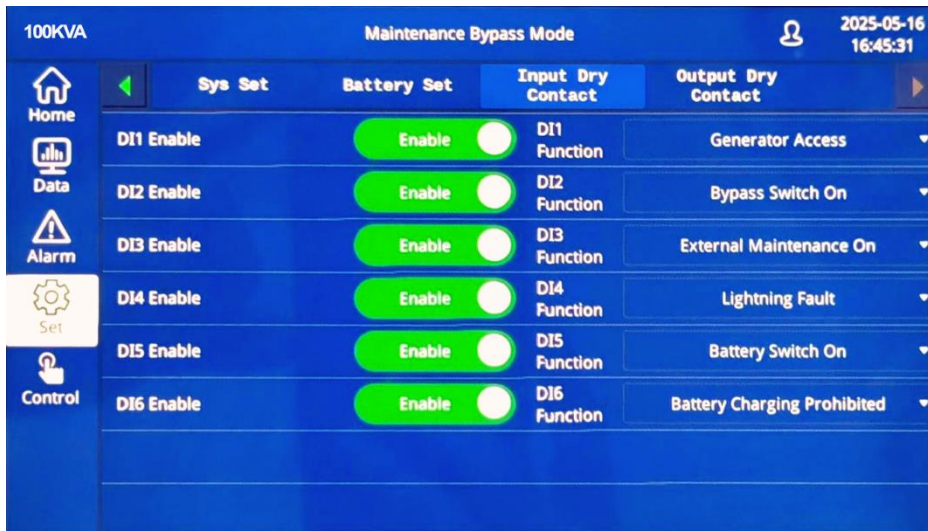 100KVA
Maintenance Bypass Mode
2025-05-16
16:45:31
Home
Data
Alarm
Set
Control
Sys Set
Battery Set
Input Dry
Contact
Output Dry
Contact
DI1 Enable
Enable
DI1
Function
Generator Access
DI2 Enable
Enable
DI2
Function
Bypass Switch On
DI3 Enable
Enable
DI3
Function
External Maintenance On
DI4 Enable
Enable
DI4
Function
Lightning Fault
DI5 Enable
Enable
DI5
Function
Battery Switch On
DI6 Enable
Enable
DI6
Function
Battery Charging Prohibited